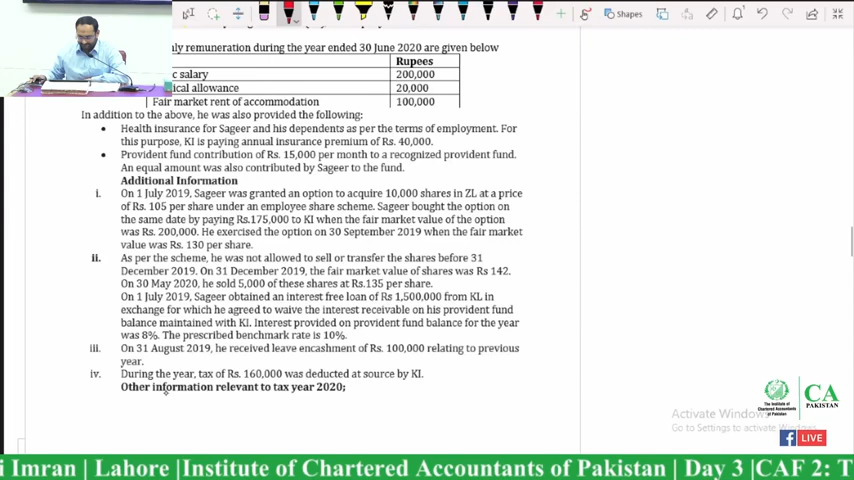 Shapes
ly remuneration during the year ended 30 June 2020 are given below
Rupees
c salary 200,000
ical allowance 20,000
Fair market rent of accommodation 100,000
In addition to the above, he was also provided the following:
• Health insurance for Sageer and his dependents as per the terms of employment. For
this purpose, KI is paying annual insurance premium of Rs. 40,000.
• Provident fund contribution of Rs. 15,000 per month to a recognized provident fund.
An equal amount was also contributed by Sageer to the fund.
Additional Information
i. On 1 July 2019, Sageer was granted an option to acquire 10,000 shares in ZL at a price
of Rs. 105 per share under an employee share scheme. Sageer bought the option on
the same date by paying Rs.175,000 to KI when the fair market value of the option
was Rs. 200,000. He exercised the option on 30 September 2019 when the fair market
value was Rs. 130 per share.
ii. As per the scheme, he was not allowed to sell or transfer the shares before 31
December 2019. On 31 December 2019, the fair market value of shares was Rs 142.
On 30 May 2020, he sold 5,000 of these shares at Rs.135 per share.
On 1 July 2019, Sageer obtained an interest free loan of Rs 1,500,000 from KL in
exchange for which he agreed to waive the interest receivable on his provident fund
balance maintained with KI. Interest provided on provident fund balance for the year
was 8%. The prescribed benchmark rate is 10%.
iii. On 31 August 2019, he received leave encashment of Rs. 100,000 relating to previous
year.
iv. During the year, tax of Rs. 160,000 was deducted at source by KI.
Other information relevant to tax year 2020;
The Institute of
Chartered Accountants
of Pakistan
CA
PAKISTAN
Activate Windows
Go to Settings to activate Windows.
f LIVE
i Imran | Lahore |Institute of Chartered Accountants of Pakistan | Day 3 |CAF 2: T